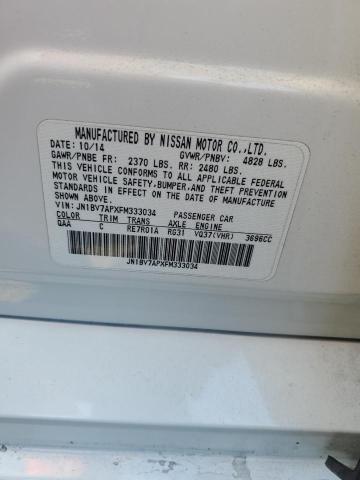 MANUFACTURED BY NISSAN MOTOR CO.,LTD.
DATE: 10/14 GVWR/PNBV: 4828 LBS.
GAWR/PNBE FR: 2370 LBS. RR: 2480 LBS.
THIS VEHICLE CONFORMS TO ALL APPLICABLE FEDERAL
MOTOR VEHICLE SAFETY,BUMPER,AND THEFT PREVENTION
STANDARDS IN EFFECT ON THE DATE OF MANUFACTURE
SHOWN ABOVE.
VIN: JN1BV7APXFM333034 PASSENGER CAR
COLOR TRIM TRANS AXLE ENGINE
QAA C RE7R01A RG31 VQ37(VHR) 3696CC
JN1BV7APXFM333034